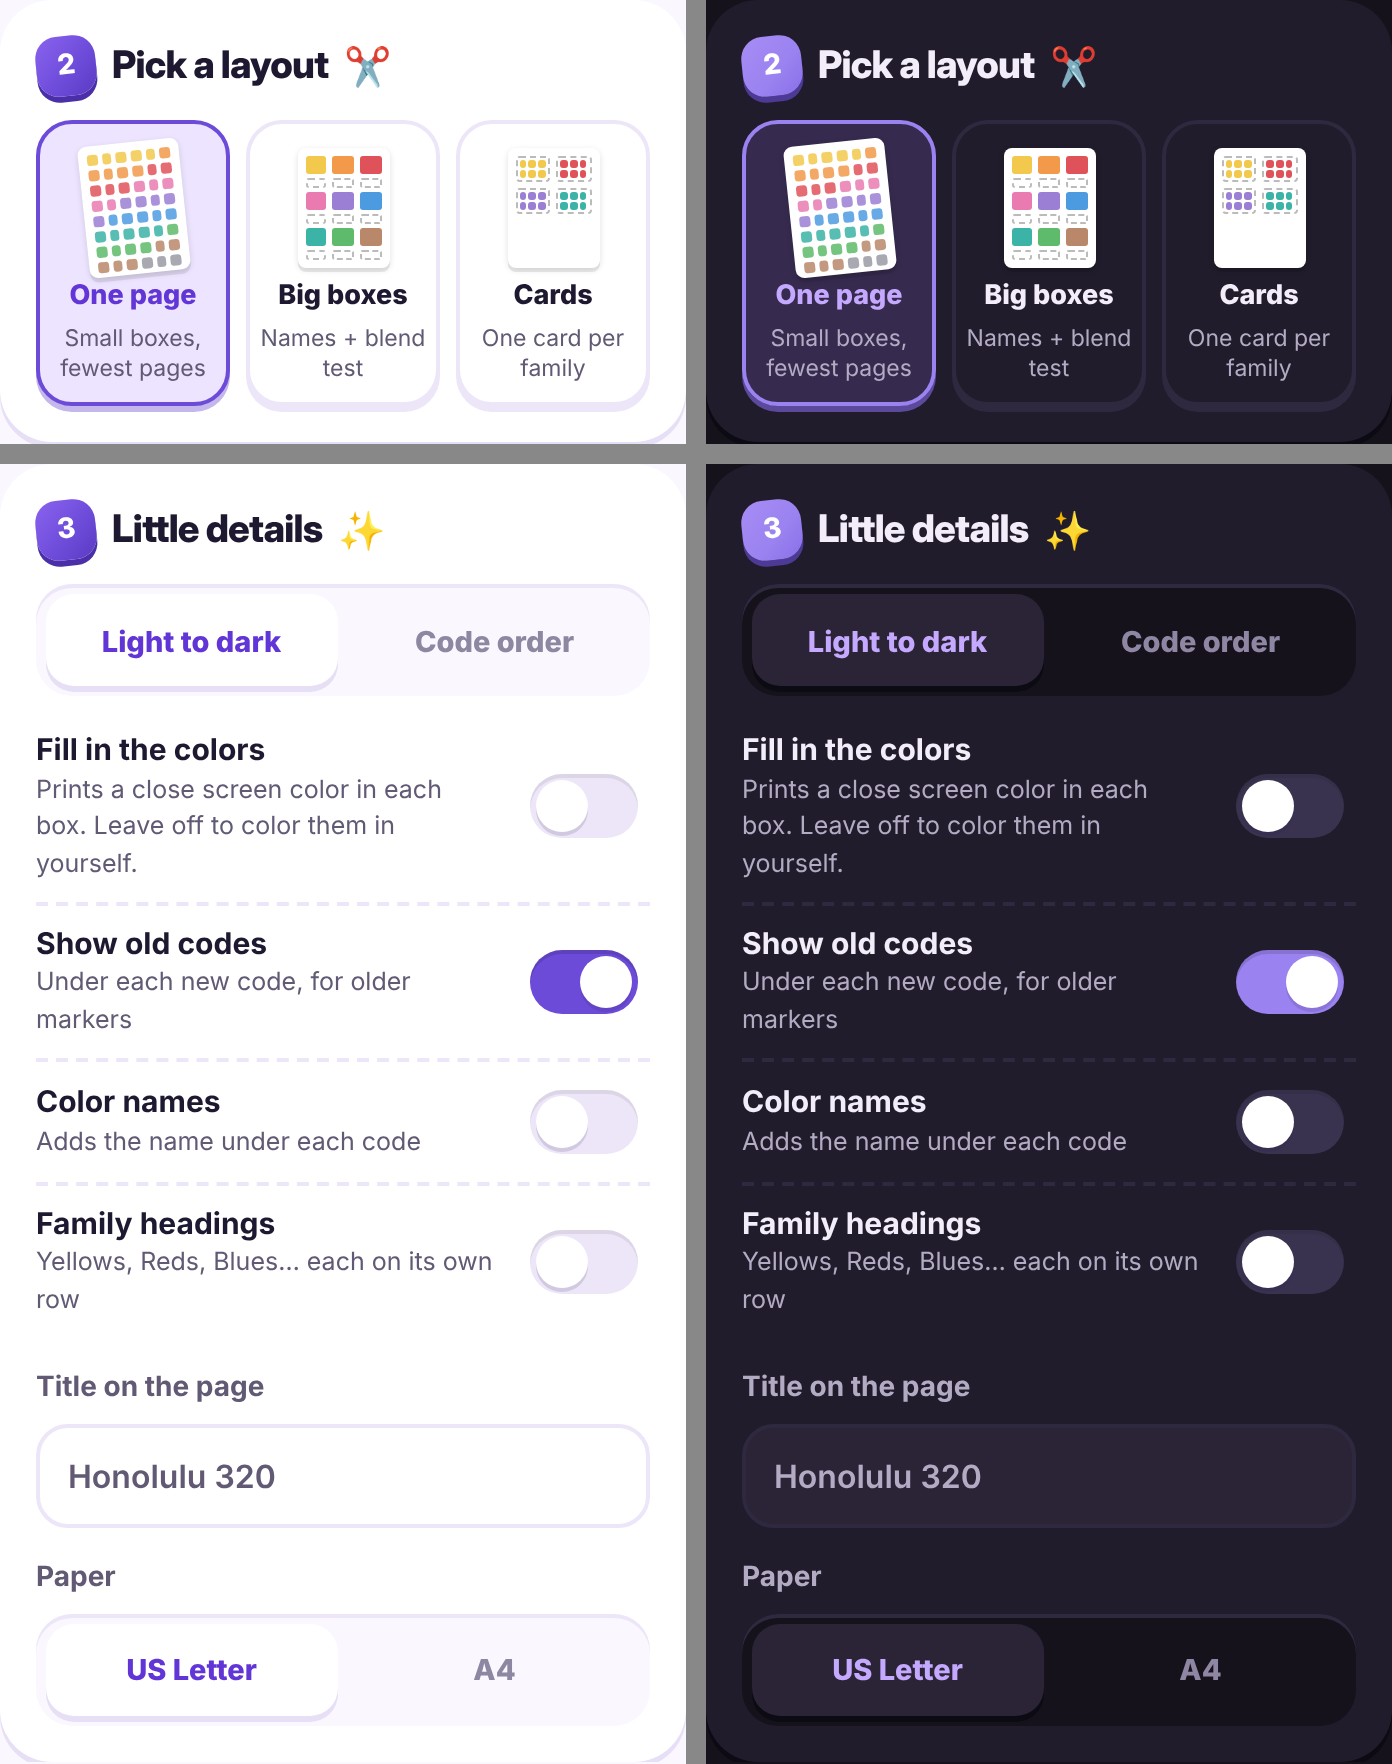 2
Pick a layout
One page
Small boxes,
fewest pages
Big boxes
Names + blend
test
Cards
One card per
family
2
Pick a layout
One page
Small boxes,
fewest pages
Big boxes
Names + blend
test
Cards
One card per
family
3
Little details
Light to dark
Code order
Fill in the colors
Prints a close screen color in each
box. Leave off to color them in
yourself.
Show old codes
Under each new code, for older
markers
Color names
Adds the name under each code
Family headings
Yellows, Reds, Blues... each on its own
row
Title on the page
Honolulu 320
Paper
US Letter
A4
3
Little details
Light to dark
Code order
Fill in the colors
Prints a close screen color in each
box. Leave off to color them in
yourself.
Show old codes
Under each new code, for older
markers
Color names
Adds the name under each code
Family headings
Yellows, Reds, Blues... each on its own
row
Title on the page
Honolulu 320
Paper
US Letter
A4